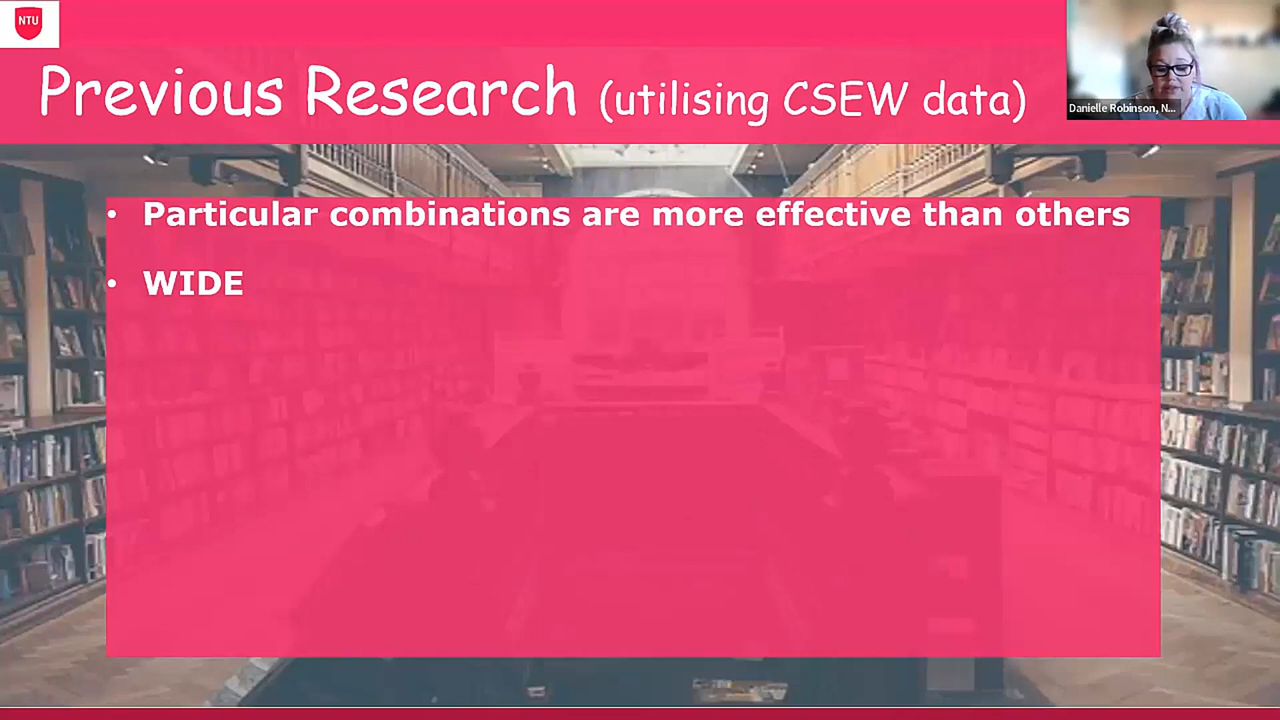 NTU
Previous Research (utilising CSEW data)
Danielle Robinson, N...
• Particular combinations are more effective than others
• WIDE